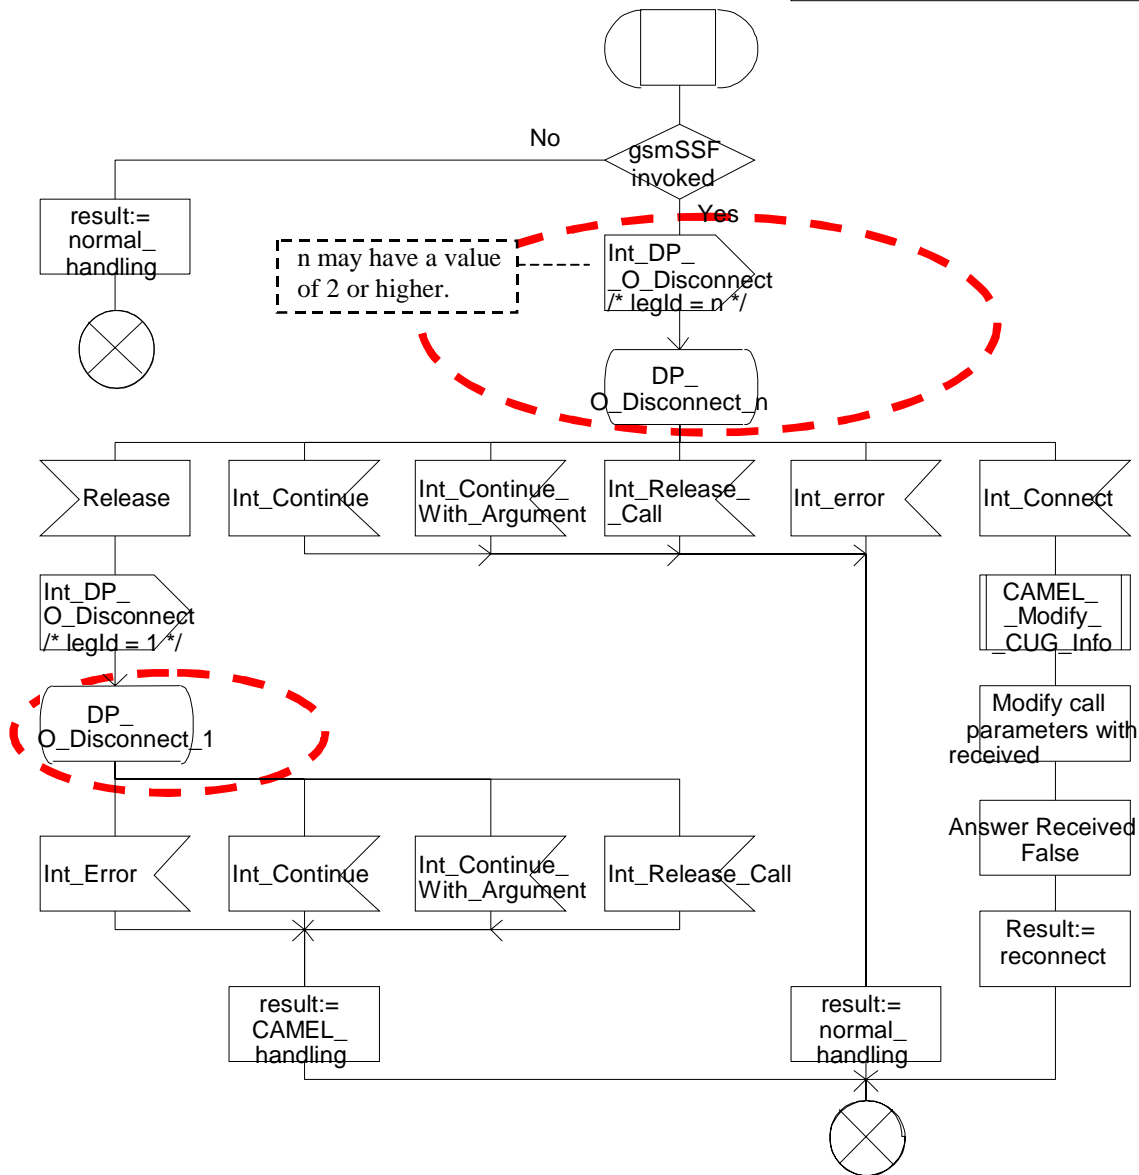 No
gsmSSF
invoked
Yes
result:=
normal_
handling
n may have a value
of 2 or higher.
Int_DP_
_O_Disconnect
/* legId = n */
DP_
O_Disconnect_n
Release
Int_Continue
Int_Continue_
With_Argument
Int_Release_
_Call
Int_error
Int_Connect
Int_DP_
O_Disconnect
/* legId = 1 */
CAMEL_
_Modify_
_CUG_Info
DP_
O_Disconnect_1
Modify call
parameters with
received
Int_Error
Int_Continue
Int_Continue_
With_Argument
Int_Release_Call
Answer Received
False
Result:=
reconnect
result:=
CAMEL_
handling
result:=
normal_
handling